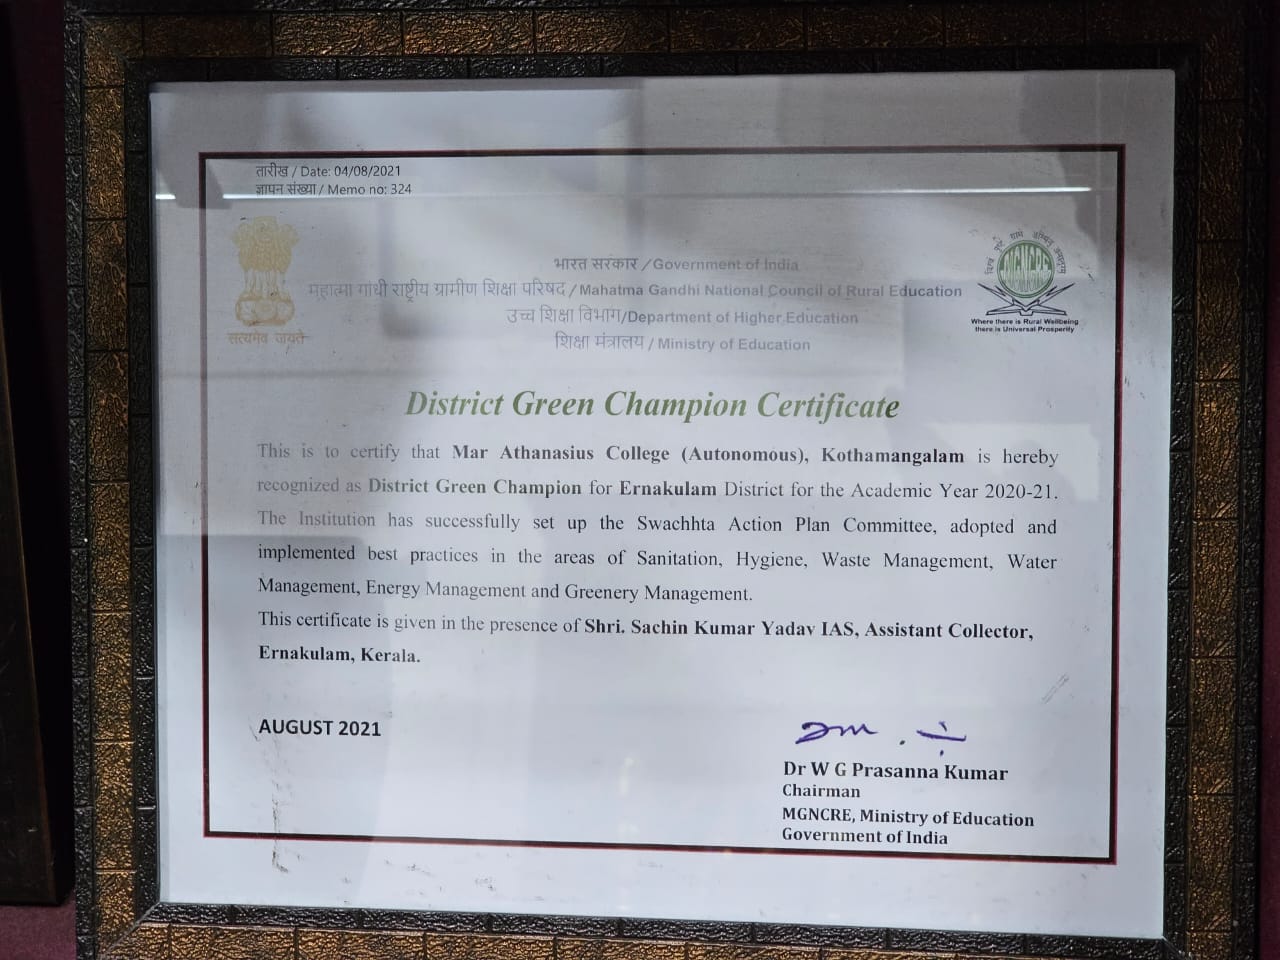 तारीख / Date: 04/08/2021
ज्ञापन संख्या / Memo no: 324
सत्यमेव जयते
भारत सरकार / Government of India
महात्मा गांधी राष्ट्रीय ग्रामीण शिक्षा परिषद / Mahatma Gandhi National Council of Rural Education
उच्च शिक्षा विभाग/Department of Higher Education
शिक्षा मंत्रालय / Ministry of Education
MGNCRE
Where there is Rural Wellbeing
there is Universal Prosperity
District Green Champion Certificate
This is to certify that Mar Athanasius College (Autonomous), Kothamangalam is hereby
recognized as District Green Champion for Ernakulam District for the Academic Year 2020-21.
The Institution has successfully set up the Swachhta Action Plan Committee, adopted and
implemented best practices in the areas of Sanitation, Hygiene, Waste Management, Water
Management, Energy Management and Greenery Management.
This certificate is given in the presence of Shri. Sachin Kumar Yadav IAS, Assistant Collector,
Ernakulam, Kerala.
AUGUST 2021
Dr W G Prasanna Kumar
Chairman
MGNCRE, Ministry of Education
Government of India